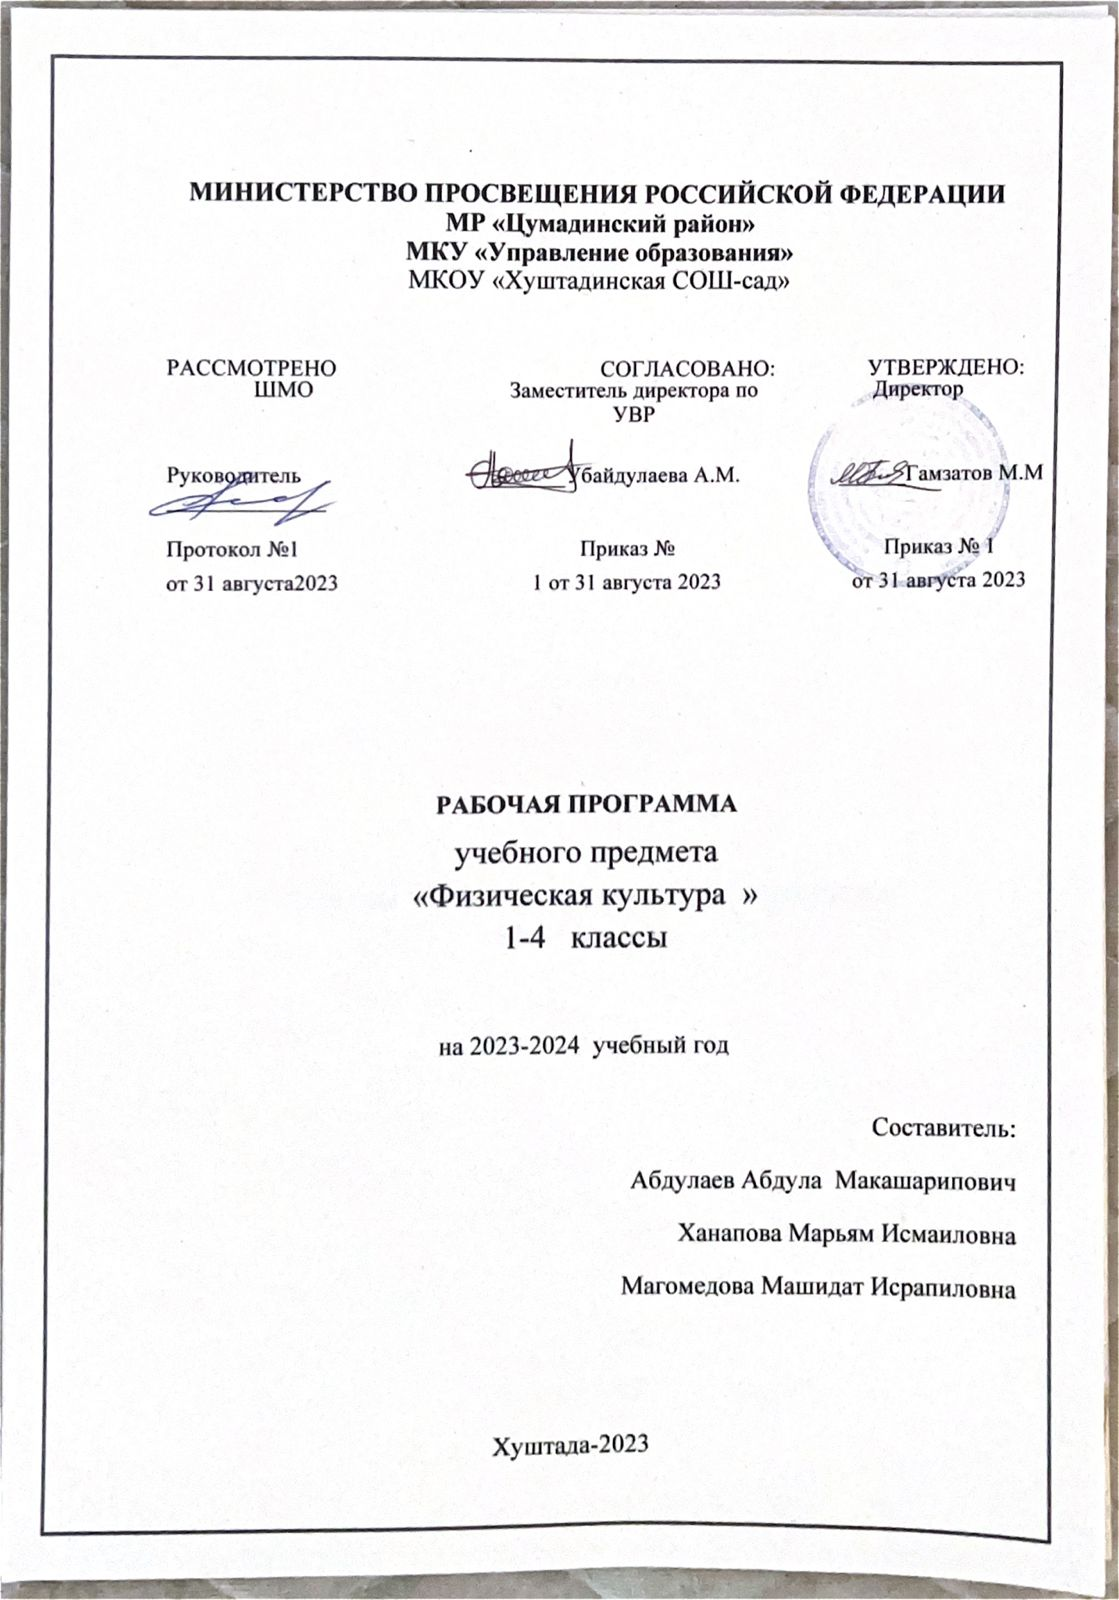 МИНИСТЕРСТВО ПРОСВЕЩЕНИЯ РОССИЙСКОЙ ФЕДЕРАЦИИ
МР «Цумадинский район»
МКУ «Управление образования»
МКОУ «Хуштадинская СОШ-сад»
РАССМОТРЕНО
ШМО
Руководитель
Протокол №1
от 31 августа2023
СОГЛАСОВАНО:
Заместитель директора по
УВР
Убайдулаева А.М.
Приказ №
1 от 31 августа 2023
УТВЕРЖДЕНО:
Директор
Гамзатов М.М
Приказ № 1
от 31 августа 2023
РАБОЧАЯ ПРОГРАММА
учебного предмета
«Физическая культура »
1-4 классы
на 2023-2024 учебный год
Составитель:
Абдулаев Абдула Макашарипович
Ханапова Марьям Исмаиловна
Магомедова Машидат Исрапиловна
Хуштада-2023